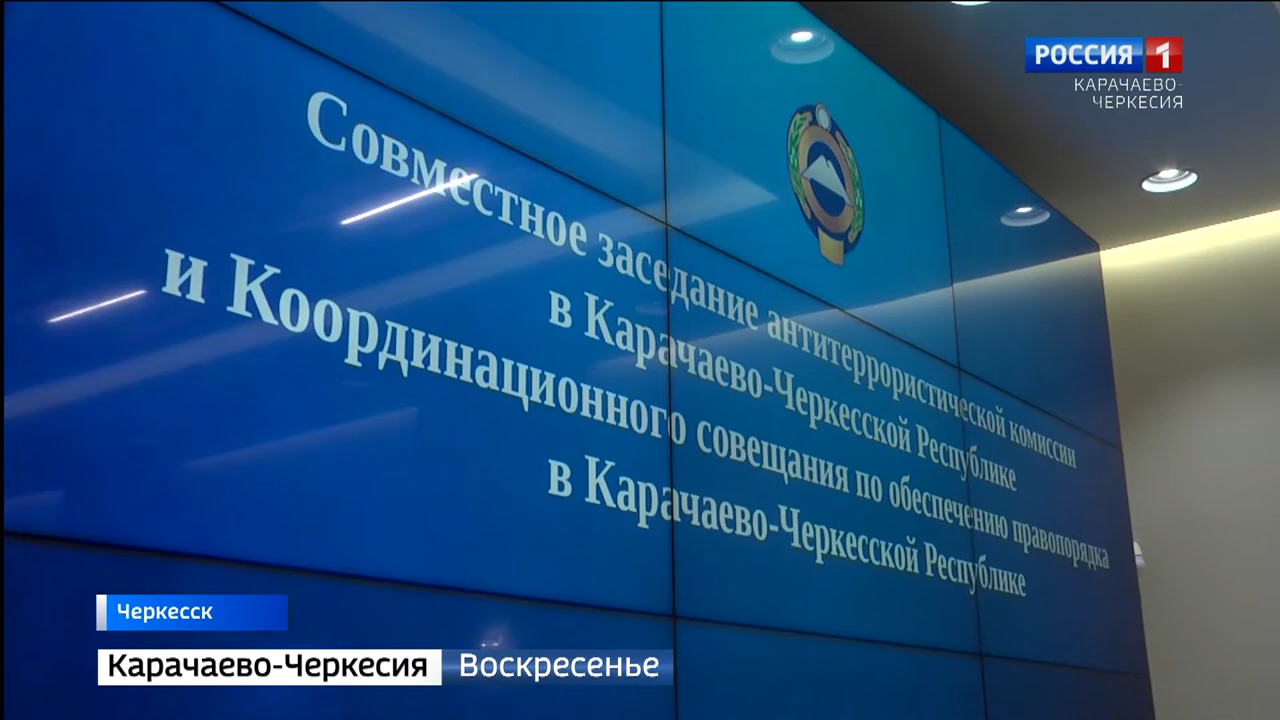 РОССИЯ 1
КАРАЧАЕВО-
ЧЕРКЕСИЯ
Совместное заседание антитеррористической комиссии
в Карачаево-Черкесской Республике
и Координационного совещания по обеспечению правопорядка
в Карачаево-Черкесской Республике
Черкесск
Карачаево-Черкесия Воскресенье